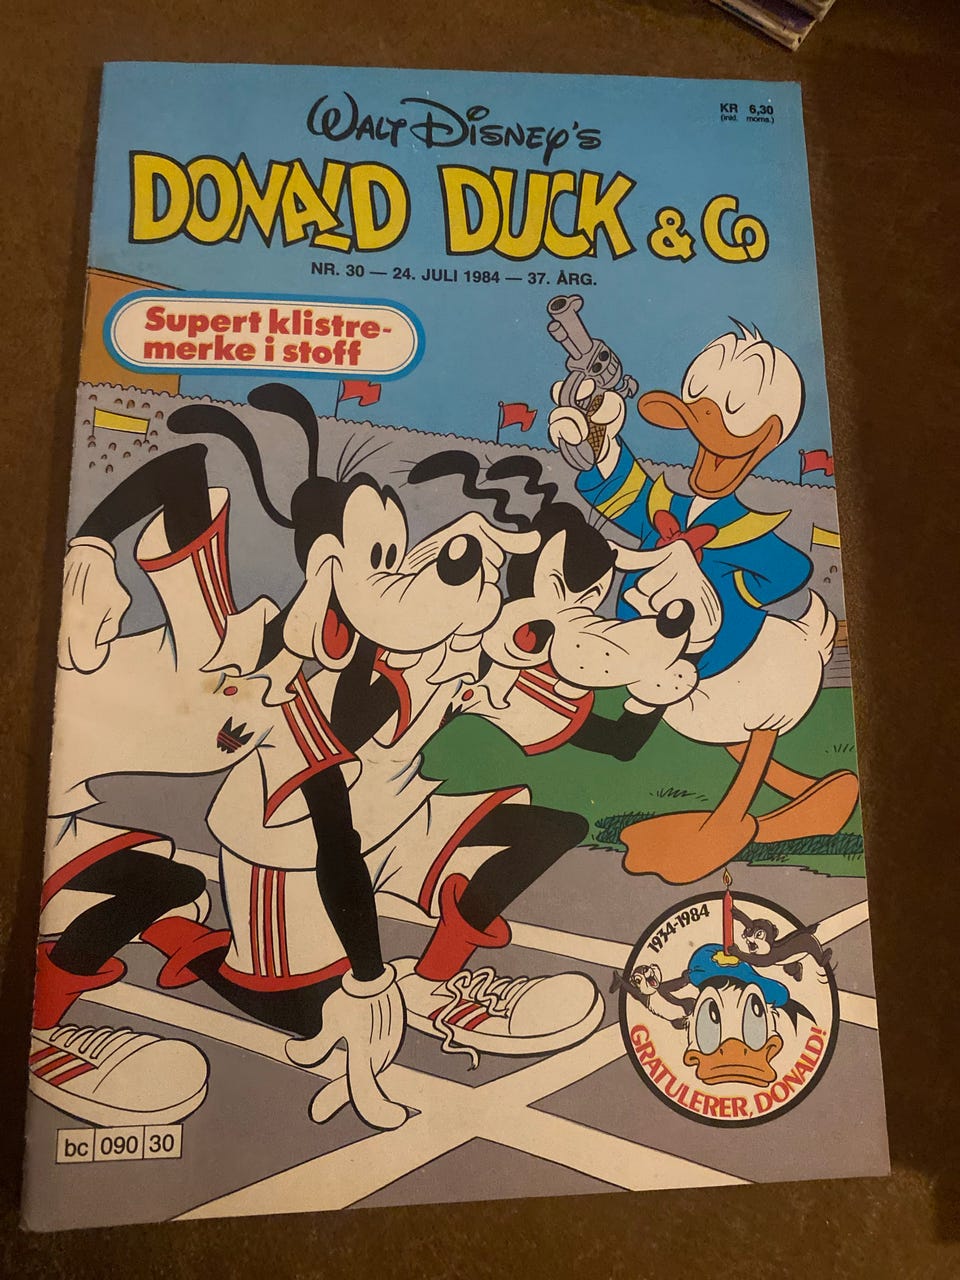 WALT DISNEY'S
KR 6,30
(inkl. moms.)
DONALD DUCK & Co
NR. 30 — 24. JULI 1984 — 37. ÅRG.
Supert klistre-
merke i stoff
1934-1984
GRATULERER, DONALD!
bc 090 30